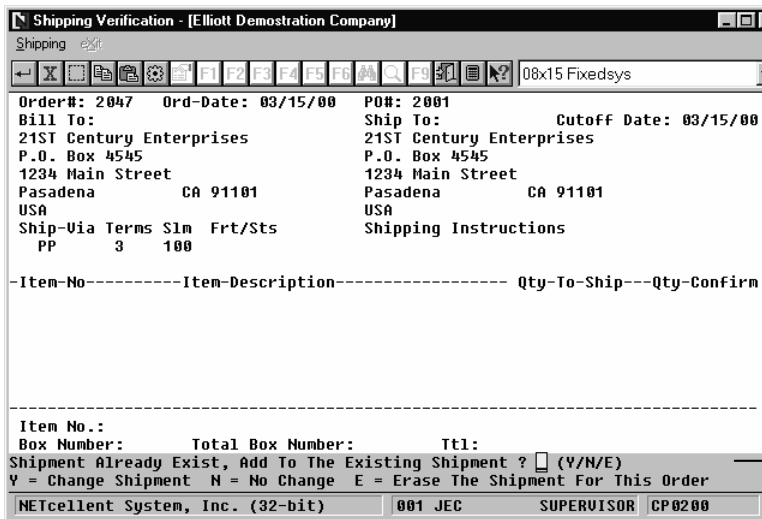 Shipping Verification - [Elliott Demostration Company]
Shipping eXit
F1 F2 F3 F4 F5 F6 F9 08x15 Fixedsys
Order#: 2047 Ord-Date: 03/15/00 PO#: 2001
Bill To: Ship To: Cutoff Date: 03/15/00
21ST Century Enterprises 21ST Century Enterprises
P.O. Box 4545 P.O. Box 4545
1234 Main Street 1234 Main Street
Pasadena CA 91101 Pasadena CA 91101
USA USA
Ship-Via Terms Slm Frt/Sts Shipping Instructions
PP 3 100
-Item-No----------Item-Description------------------ Qty-To-Ship---Qty-Confirm
Item No.:
Box Number: Total Box Number: Ttl:
Shipment Already Exist, Add To The Existing Shipment ? (Y/N/E)
Y = Change Shipment N = No Change E = Erase The Shipment For This Order
NETcellent System, Inc. (32-bit) 001 JEC SUPERVISOR CP0200